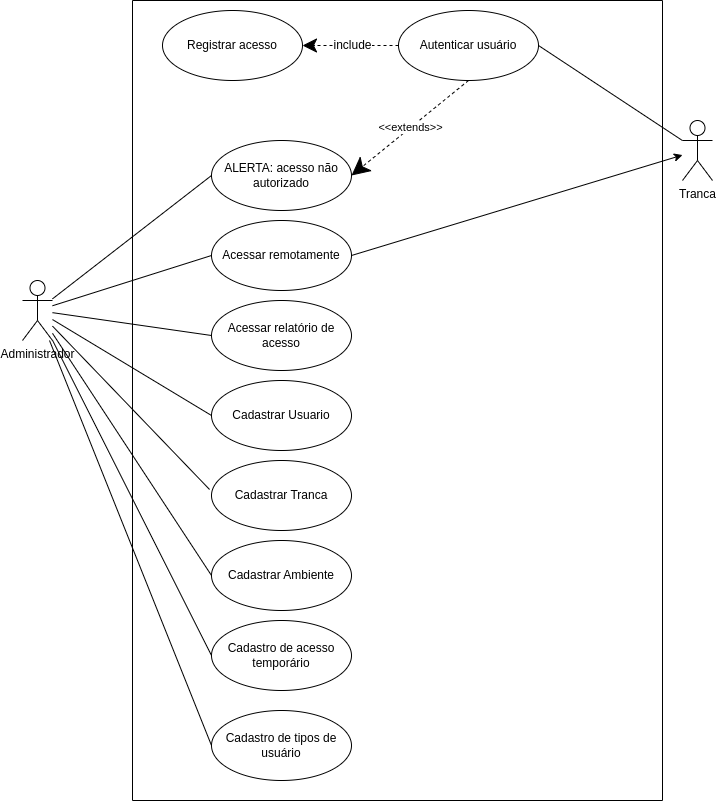 Registrar acesso
include
Autenticar usuário
<<extends>>
ALERTA: acesso não
autorizado
Tranca
Acessar remotamente
Acessar relatório de
acesso
Administrador
Cadastrar Usuario
Cadastrar Tranca
Cadastrar Ambiente
Cadastro de acesso
temporário
Cadastro de tipos de
usuário